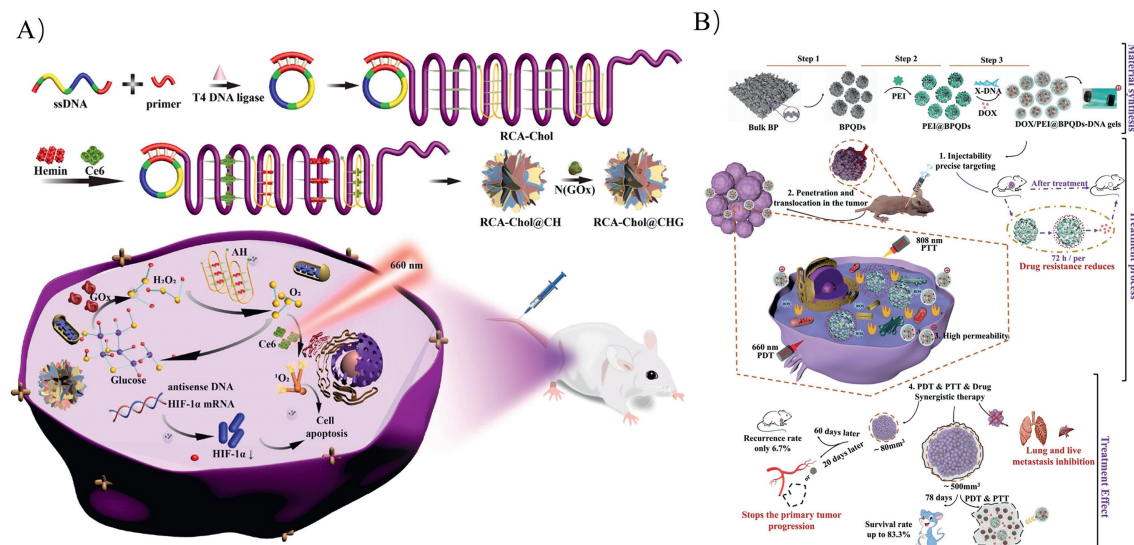 A)
ssDNA
primer
T4 DNA ligase
RCA-Chol
Hemin
Ce6
N(GOx)
RCA-Chol@CH
RCA-Chol@CHG
AH
660 nm
GOx
H₂O₂
O₂
Ce6
Glucose
¹O₂
antisense DNA
HIF-1α mRNA
Cell
apoptosis
HIF-1α ↓
B)
Material synthesis
Step 1
Step 2
Step 3
PEI
X-DNA
DOX
Bulk BP
BPQDs
PEI@BPQDs
DOX/PEI@BPQDs-DNA gels
Treatment process
1. Injectability
precise targeting
After treatment
2. Penetration and
translocation in the tumor
72 h / per
Drug resistance reduces
808 nm
PTT
3. High permeability
660 nm
PDT
Treatment Effect
4. PDT & PTT & Drug
Synergistic therapy
Recurrence rate
only 6.7%
60 days later
~ 80mm³
20 days later
or
Lung and live
metastasis inhibition
Stops the primary tumor
progression
~ 500mm³
78 days
PDT & PTT
Survival rate
up to 83.3%